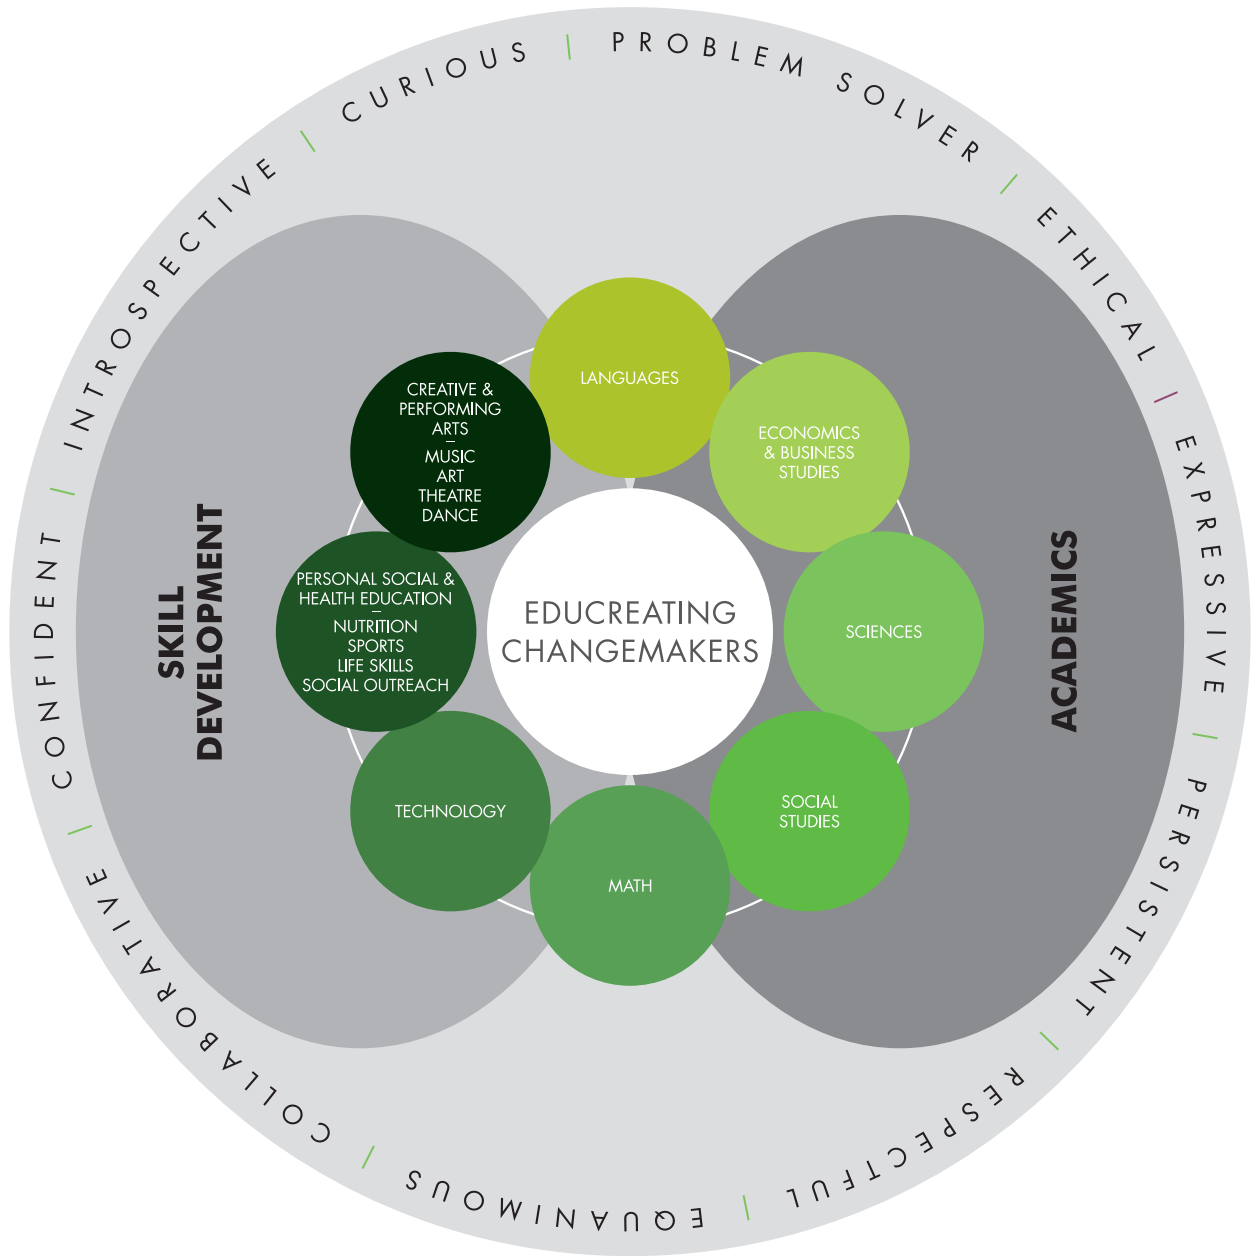 CURIOUS | PROBLEM SOLVER | ETHICAL | EXPRESSIVE | PERSISTENT | RESPECTFUL | EQUANIMOUS | COLLABORATIVE | CONFIDENT | INTROSPECTIVE |
SKILL
DEVELOPMENT
ACADEMICS
LANGUAGES
ECONOMICS
& BUSINESS
STUDIES
SCIENCES
SOCIAL
STUDIES
MATH
TECHNOLOGY
PERSONAL SOCIAL &
HEALTH EDUCATION
–
NUTRITION
SPORTS
LIFE SKILLS
SOCIAL OUTREACH
CREATIVE &
PERFORMING
ARTS
–
MUSIC
ART
THEATRE
DANCE
EDUCREATING
CHANGEMAKERS